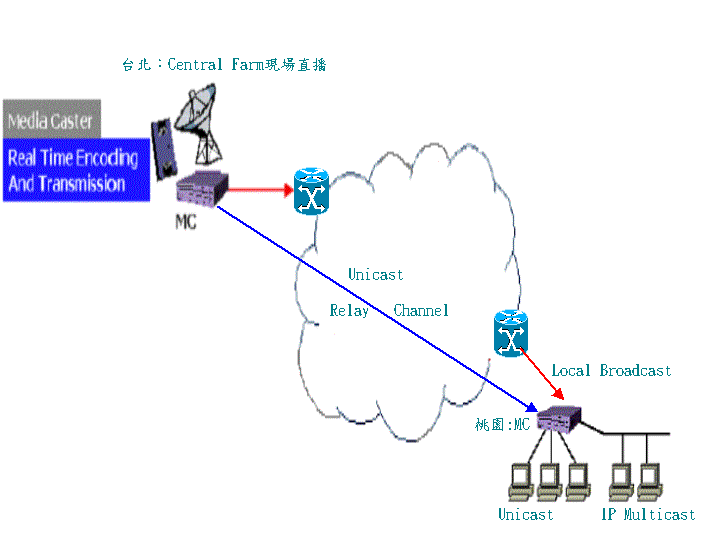 台北：Central Farm現場直播
Media Caster
Real Time Encoding
And Transmission
MC
Unicast
Relay Channel
Local Broadcast
桃園:MC
Unicast IP Multicast